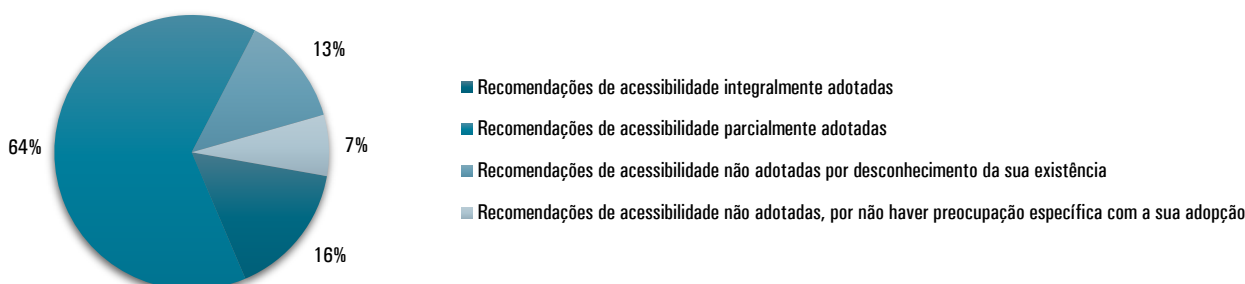 13%
64%
7%
16%
Recomendações de acessibilidade integralmente adotadas
Recomendações de acessibilidade parcialmente adotadas
Recomendações de acessibilidade não adotadas por desconhecimento da sua existência
Recomendações de acessibilidade não adotadas, por não haver preocupação específica com a sua adopção